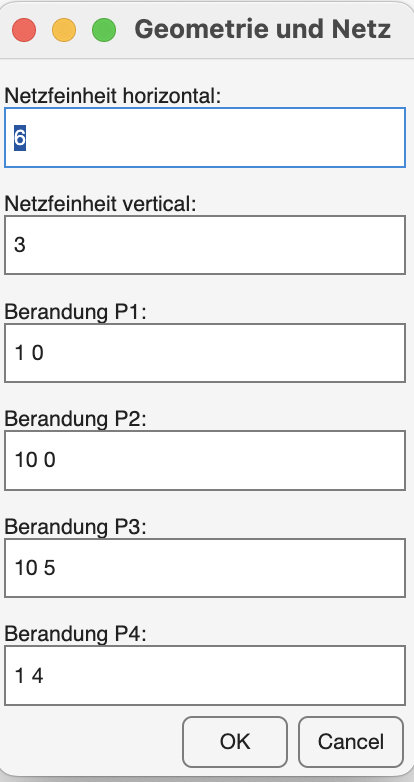 Geometrie und Netz
Netzfeinheit horizontal:
6
Netzfeinheit vertical:
3
Berandung P1:
1 0
Berandung P2:
10 0
Berandung P3:
10 5
Berandung P4:
1 4
OK Cancel